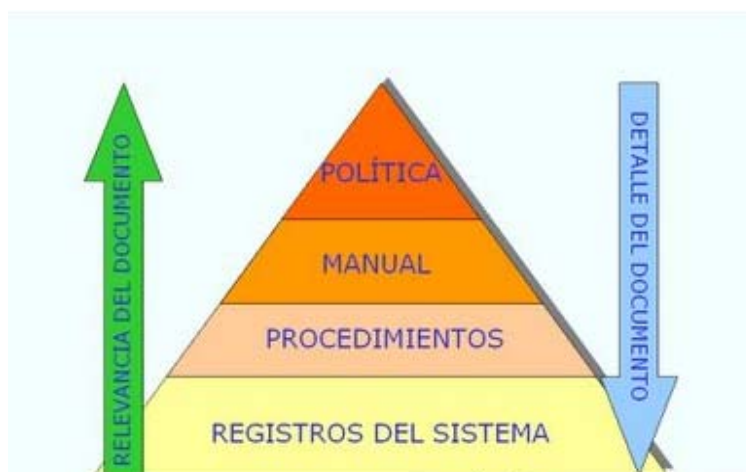 POLÍTICA
MANUAL
PROCEDIMIENTOS
REGISTROS DEL SISTEMA
RELEVANCIA DEL DOCUMENTO
DETALLE DEL DOCUMENTO